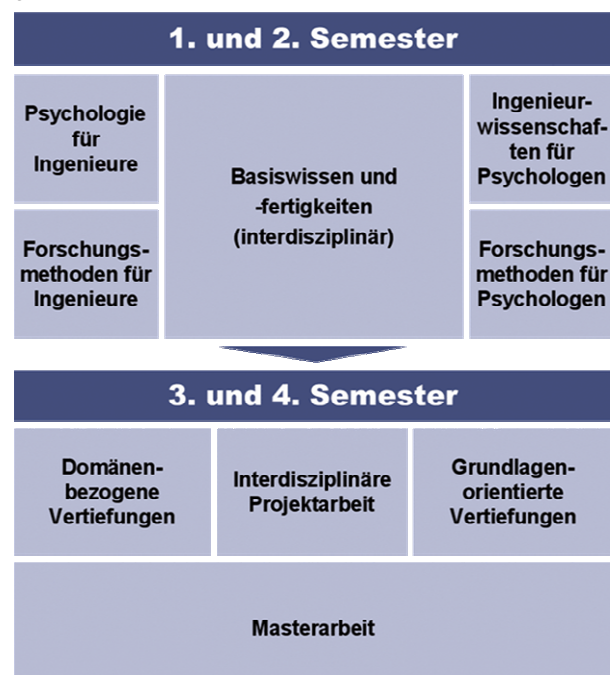 1. und 2. Semester
Psychologie
für
Ingenieure
Forschungs-
methoden für
Ingenieure
Basiswissen und
-fertigkeiten
(interdisziplinär)
Ingenieur-
wissenschaf-
ten für
Psychologen
Forschungs-
methoden für
Psychologen
3. und 4. Semester
Domänen-
bezogene
Vertiefungen
Interdisziplinäre
Projektarbeit
Grundlagen-
orientierte
Vertiefungen
Masterarbeit